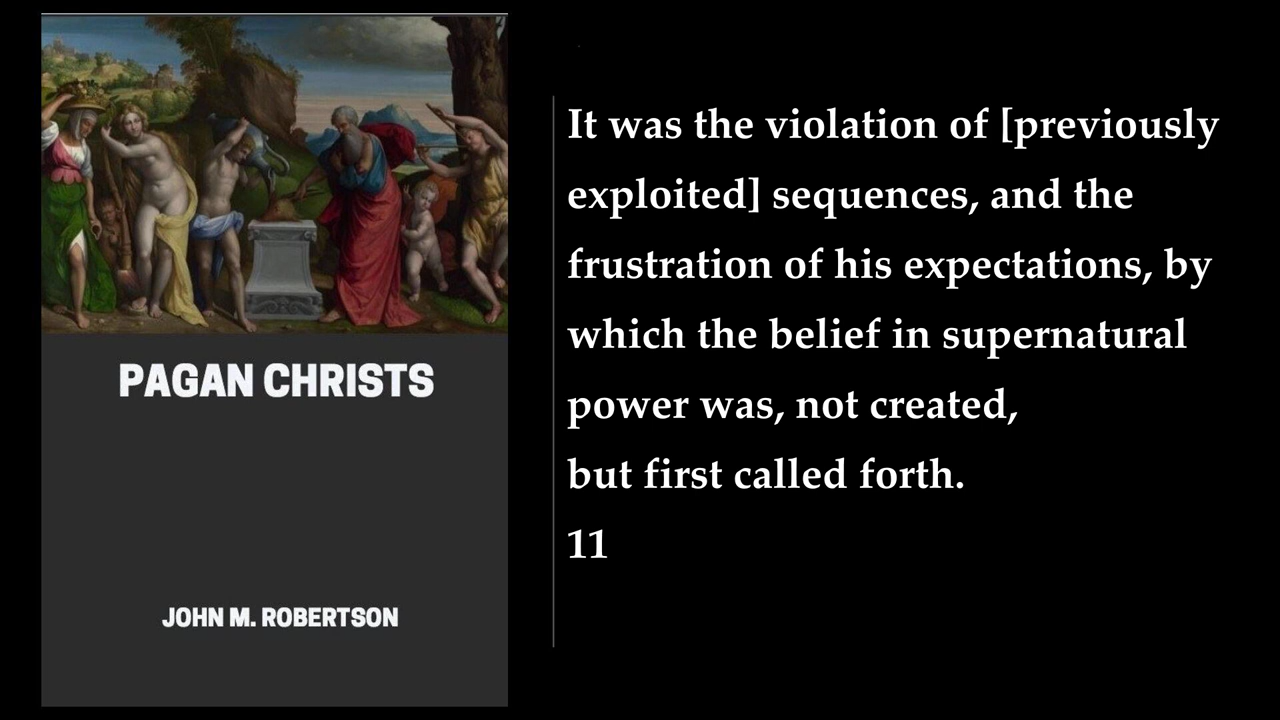 PAGAN CHRISTS
JOHN M. ROBERTSON
It was the violation of [previously
exploited] sequences, and the
frustration of his expectations, by
which the belief in supernatural
power was, not created,
but first called forth.
11